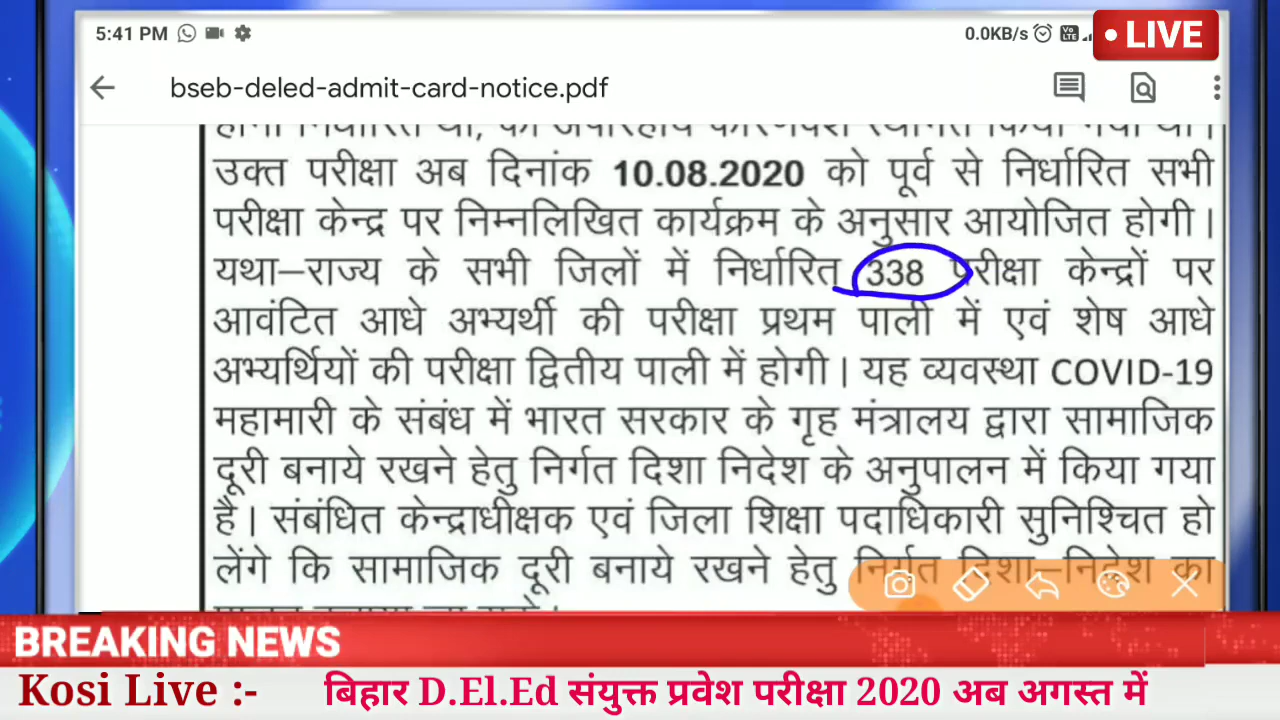 5:41 PM
0.0KB/s
LIVE
bseb-deled-admit-card-notice.pdf
उक्त परीक्षा अब दिनांक 10.08.2020 को पूर्व से निर्धारित सभी
परीक्षा केन्द्र पर निम्नलिखित कार्यक्रम के अनुसार आयोजित होगी।
यथा–राज्य के सभी जिलों में निर्धारित 338 परीक्षा केन्द्रों पर
आवंटित आधे अभ्यर्थी की परीक्षा प्रथम पाली में एवं शेष आधे
अभ्यर्थियों की परीक्षा द्वितीय पाली में होगी। यह व्यवस्था COVID-19
महामारी के संबंध में भारत सरकार के गृह मंत्रालय द्वारा सामाजिक
दूरी बनाये रखने हेतु निर्गत दिशा निदेश के अनुपालन में किया गया
है। संबंधित केन्द्राधीक्षक एवं जिला शिक्षा पदाधिकारी सुनिश्चित हो
लेंगे कि सामाजिक दूरी बनाये रखने हेतु निर्गत दिशा–निदेश का
BREAKING NEWS
Kosi Live :- बिहार D.El.Ed संयुक्त प्रवेश परीक्षा 2020 अब अगस्त में